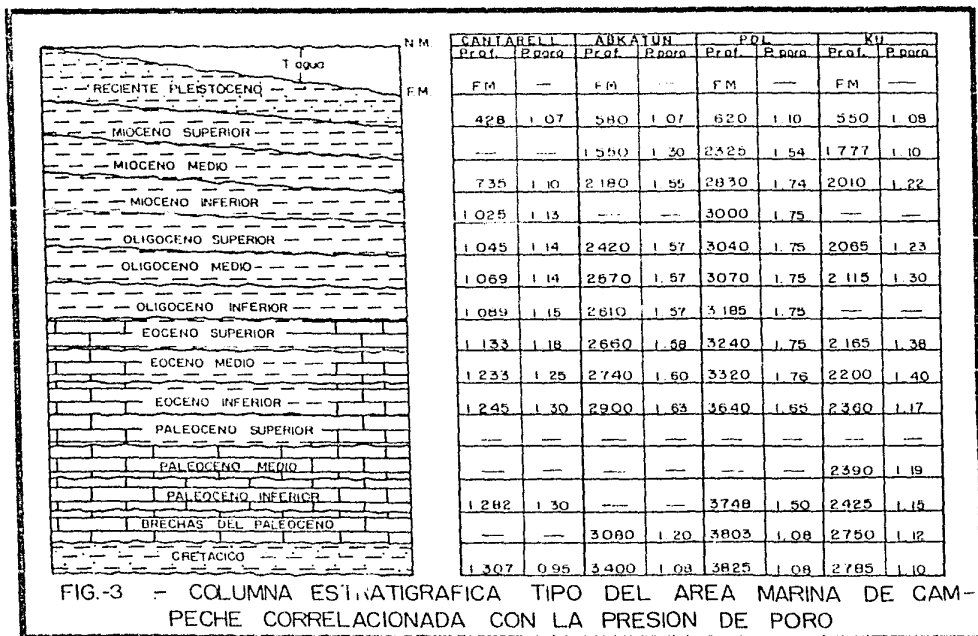 N.M.
T agua
F.M.
RECIENTE PLEISTOCENO
MIOCENO SUPERIOR
MIOCENO MEDIO
MIOCENO INFERIOR
OLIGOCENO SUPERIOR
OLIGOCENO MEDIO
OLIGOCENO INFERIOR
EOCENO SUPERIOR
EOCENO MEDIO
EOCENO INFERIOR
PALEOCENO SUPERIOR
PALEOCENO MEDIO
PALEOCENO INFERIOR
BRECHAS DEL PALEOCENO
CRETACICO
CANTARELL ABKATUN POL KU
Prof. P.poro Prof. P.poro Prof. P.poro Prof. P.poro
F M — F M — F M — F M —
428 1.07 580 1.07 620 1.10 550 1.08
— — 1550 1.30 2325 1.54 1777 1.10
735 1.10 2180 1.55 2830 1.74 2010 1.22
1025 1.13 — — 3000 1.75 — —
1045 1.14 2420 1.57 3040 1.75 2065 1.23
1069 1.14 2570 1.57 3070 1.75 2115 1.30
1089 1.15 2610 1.57 3185 1.75 — —
1133 1.18 2660 1.58 3240 1.75 2165 1.38
1233 1.25 2740 1.60 3320 1.76 2200 1.40
1245 1.30 2900 1.63 3640 1.65 2360 1.17
— — — — — — — —
— — — — — — 2390 1.19
1282 1.30 — — 3748 1.50 2425 1.15
— — 3080 1.20 3803 1.08 2750 1.12
1307 0.95 3400 1.08 3825 1.08 2785 1.10
FIG.-3 .- COLUMNA ESTRATIGRAFICA TIPO DEL AREA MARINA DE CAM-
PECHE CORRELACIONADA CON LA PRESION DE PORO